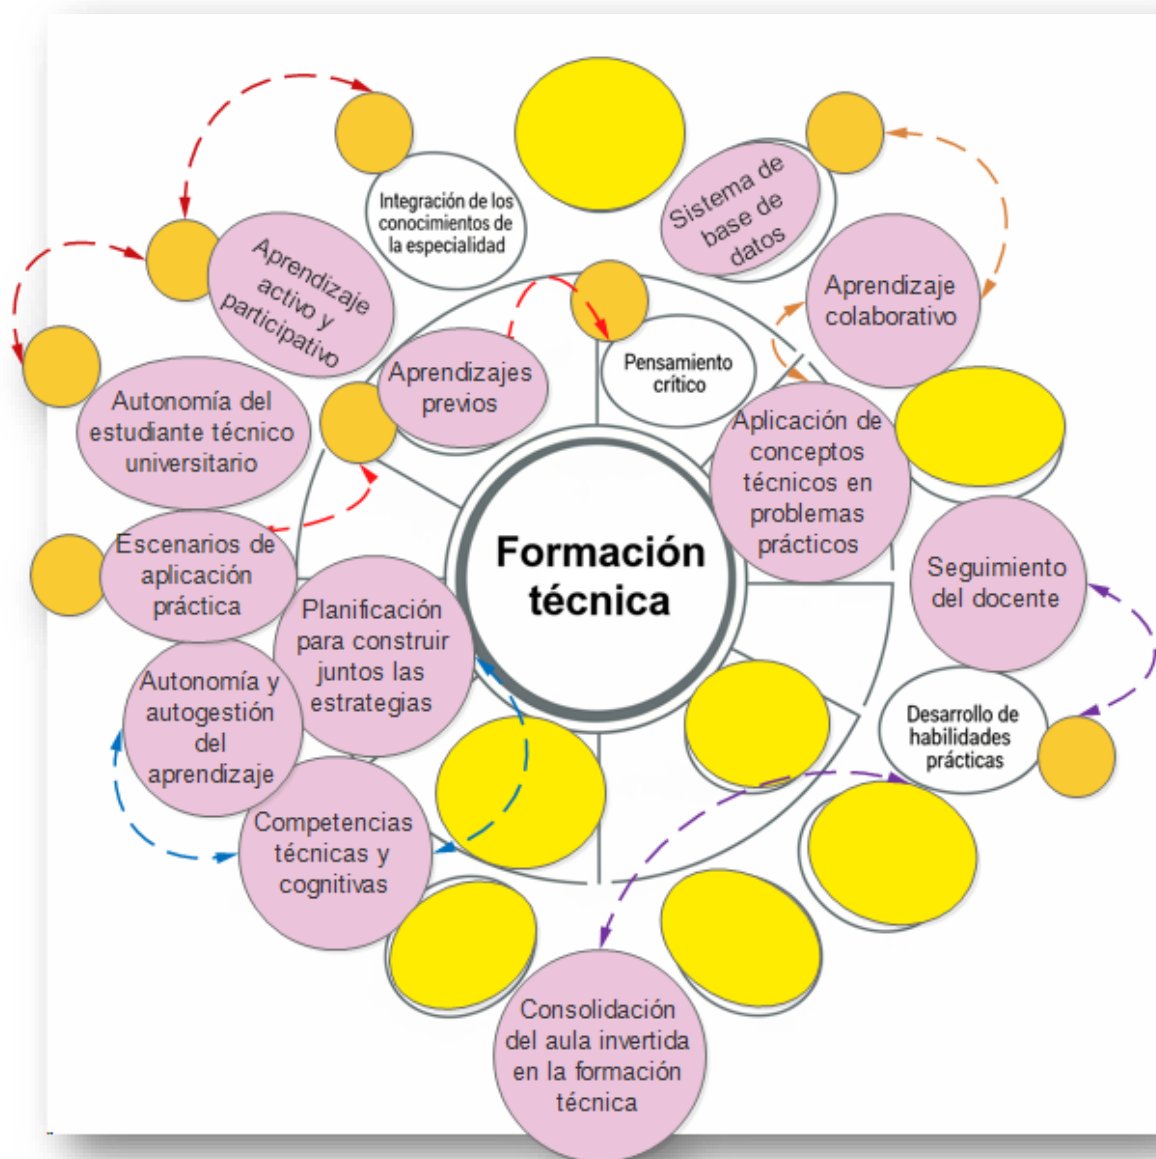 Integración de los
conocimientos de
la especialidad
Sistema de
base de
datos
Aprendizaje
activo y
participativo
Aprendizaje
colaborativo
Aprendizajes
previos
Pensamiento
crítico
Autonomía del
estudiante técnico
universitario
Aplicación de
conceptos
técnicos en
problemas
prácticos
Escenarios de
aplicación
práctica
Formación
técnica
Seguimiento
del docente
Planificación
para construir
juntos las
estrategias
Autonomía y
autogestión
del
aprendizaje
Desarrollo de
habilidades
prácticas
Competencias
técnicas y
cognitivas
Consolidación
del aula invertida
en la formación
técnica